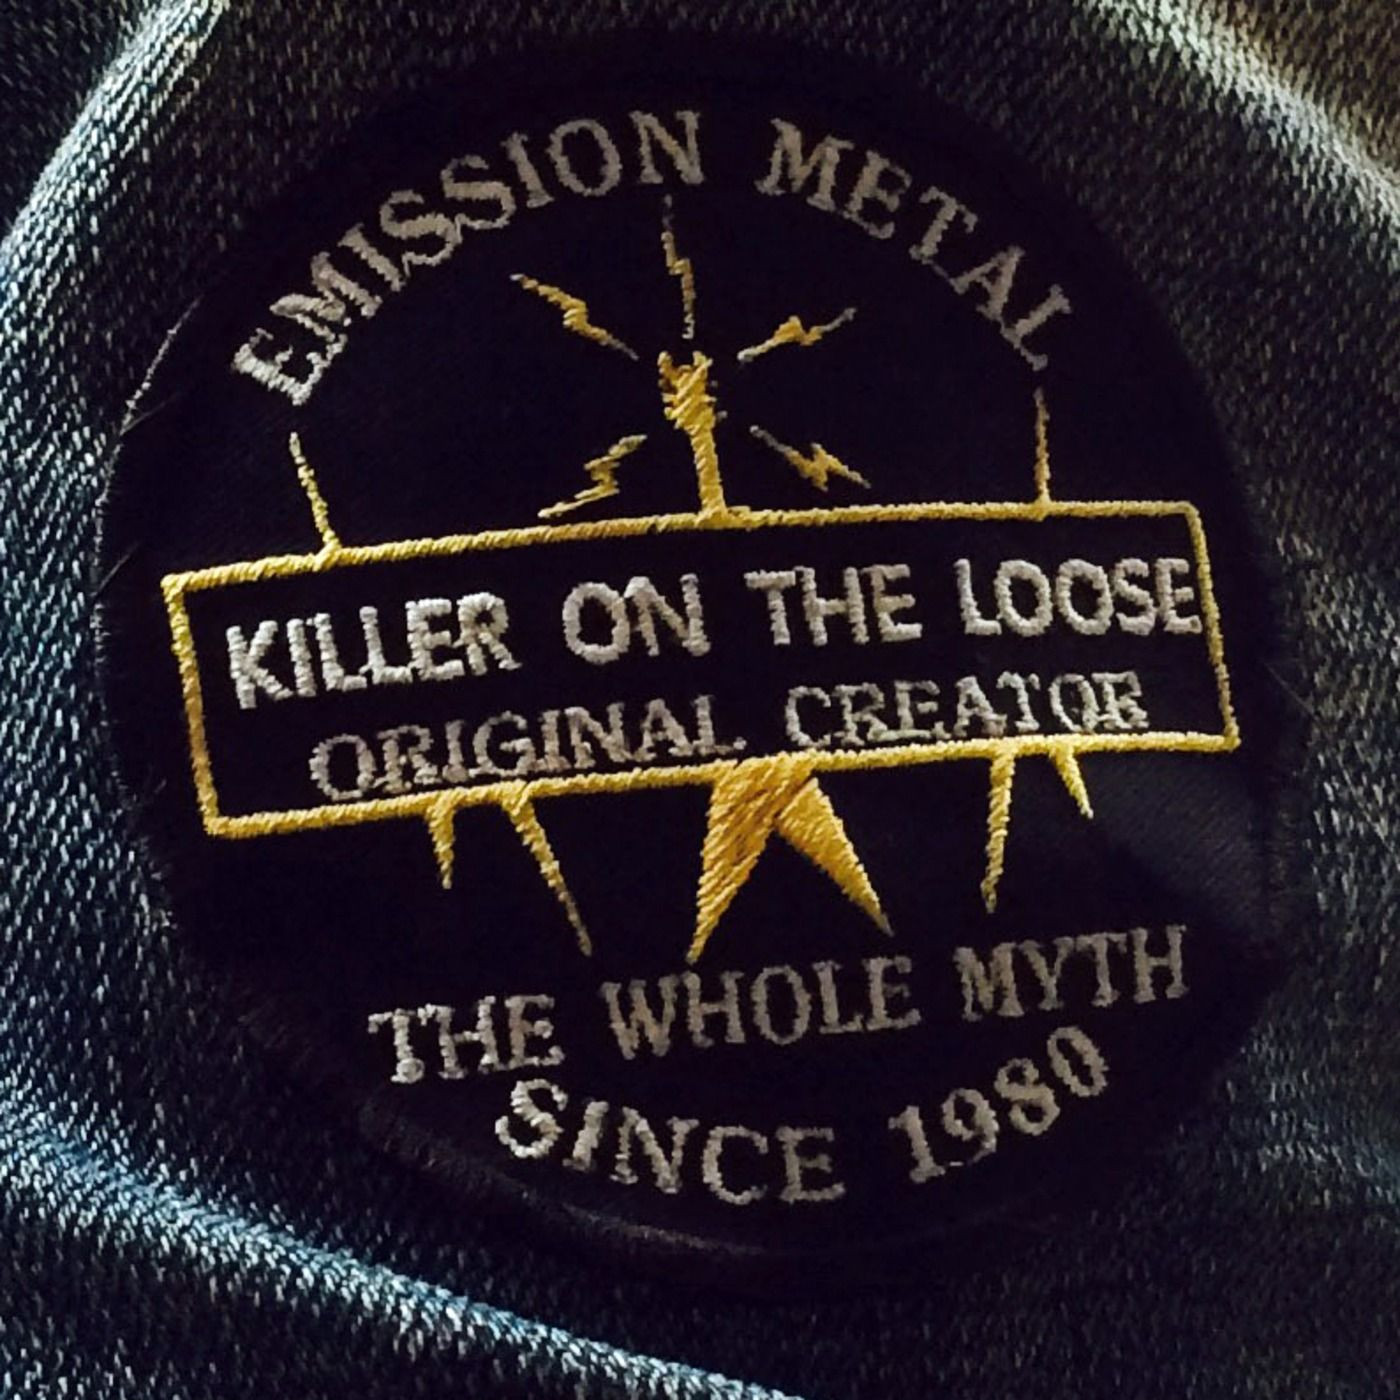 EMISSION METAL
KILLER ON THE LOOSE
ORIGINAL CREATOR
THE WHOLE MYTH
SINCE 1980